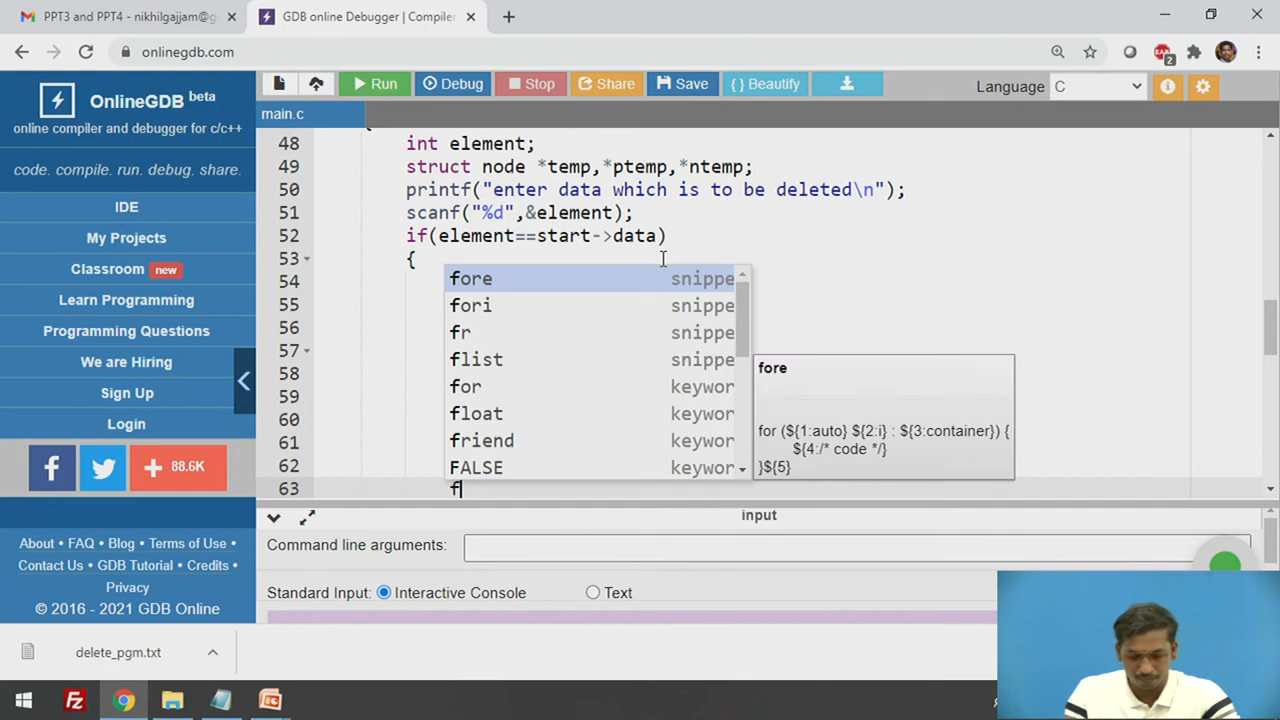 PPT3 and PPT4 - nikhilgajjam@g
GDB online Debugger | Compiler
onlinegdb.com
2
OnlineGDB beta
online compiler and debugger for c/c++
code. compile. run. debug. share.
IDE
My Projects
Classroom new
Learn Programming
Programming Questions
We are Hiring
Sign Up
Login
88.6K
About • FAQ • Blog • Terms of Use •
Contact Us • GDB Tutorial • Credits •
Privacy
© 2016 - 2021 GDB Online
Run
Debug
Stop
Share
Save
{ } Beautify
Language C
main.c
48 int element;
49 struct node *temp,*ptemp,*ntemp;
50 printf("enter data which is to be deleted\n");
51 scanf("%d",&element);
52 if(element==start->data)
53 {
54
55
56
57
58
59
60
61
62
63 f
fore snippe
fori snippe
fr snippe
flist snippe
for keywor
float keywor
friend keywor
FALSE keywor
fore
for (${1:auto} ${2:i} : ${3:container}) {
${4:/* code */}
}${5}
input
Command line arguments:
Standard Input: Interactive Console Text
delete_pgm.txt